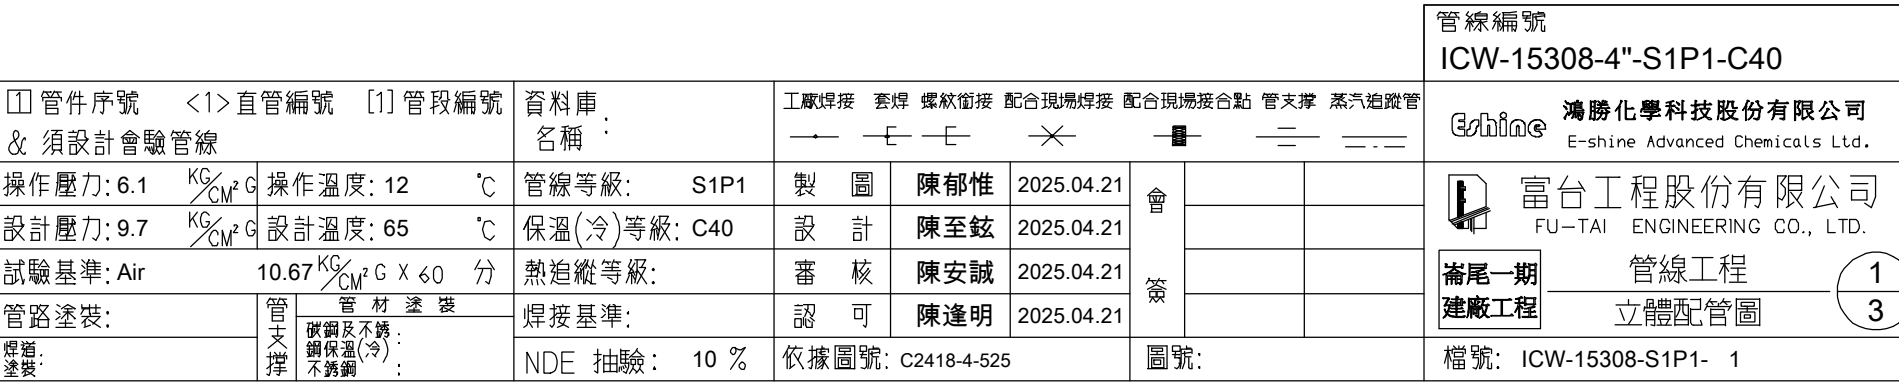 管線編號
ICW-15308-4"-S1P1-C40
1 管件序號 <1>直管編號 [1]管段編號
& 須設計會驗管線
資料庫名稱:
工廠焊接 套焊 螺紋銜接 配合現場焊接 配合現場接合點 管支撐 蒸汽追蹤管
Eshine 鴻勝化學科技股份有限公司
E-shine Advanced Chemicals Ltd.
操作壓力: 6.1 KG/CM² G 操作溫度: 12 °C 管線等級: S1P1 製圖 陳郁惟 2025.04.21 會簽
設計壓力: 9.7 KG/CM² G 設計溫度: 65 °C 保溫(冷)等級: C40 設計 陳至鉉 2025.04.21
富台工程股份有限公司
FU-TAI ENGINEERING CO., LTD.
試驗基準: Air 10.67 KG/CM² G X 60 分 熱追縱等級: 審核 陳安誠 2025.04.21
管路塗裝: 管支撐 管材塗裝 焊接基準: 認可 陳逢明 2025.04.21
崙尾一期
建廠工程
管線工程
立體配管圖
1
3
焊道塗裝:
碳鋼及不銹鋼保溫(冷):
不銹鋼:
NDE 抽驗: 10 % 依據圖號: C2418-4-525 圖號: 檔號: ICW-15308-S1P1- 1